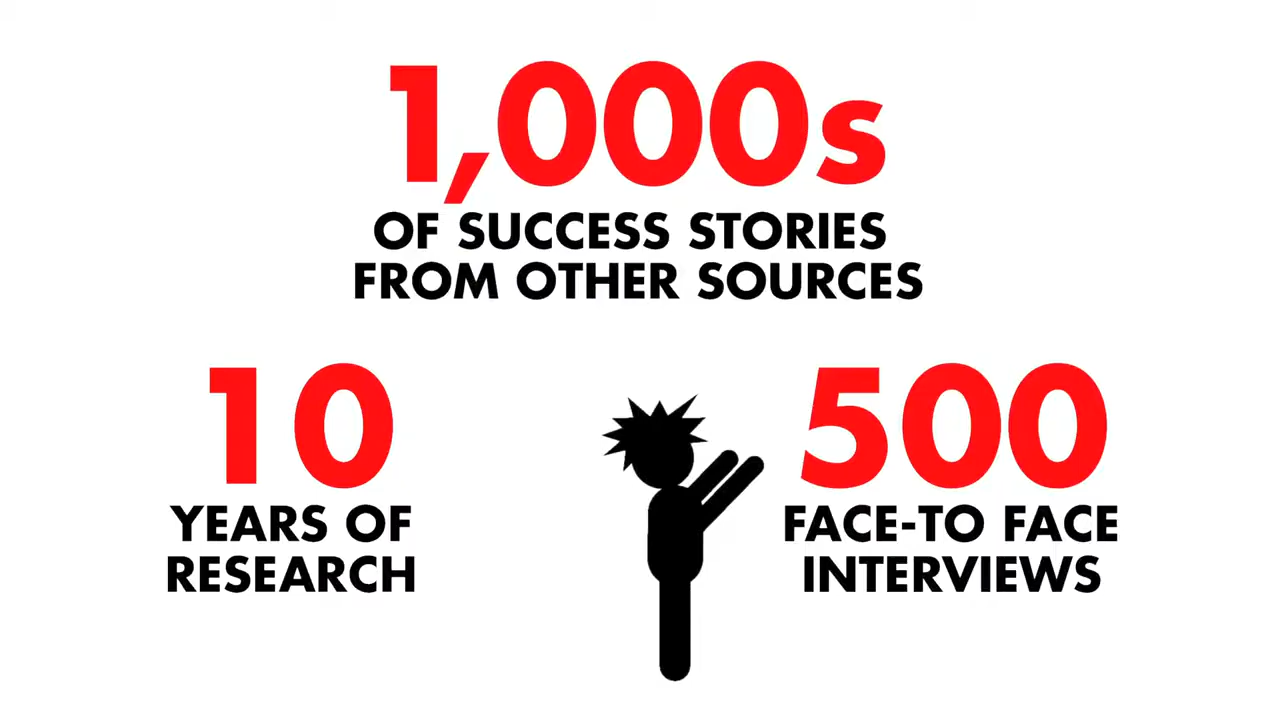 1,000s
OF SUCCESS STORIES
FROM OTHER SOURCES
10
YEARS OF
RESEARCH
500
FACE-TO FACE
INTERVIEWS